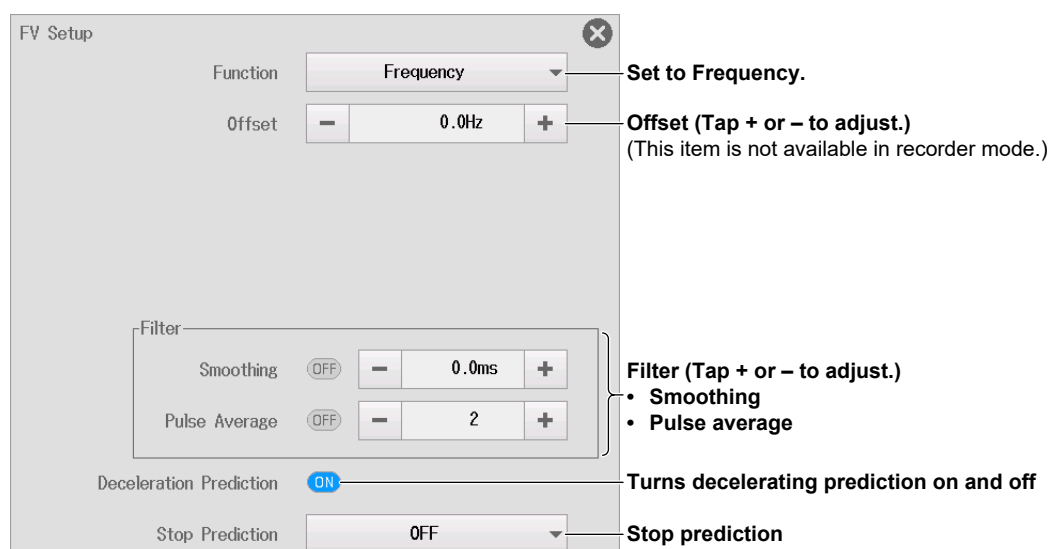 FV Setup
Function Frequency Set to Frequency.
Offset − 0.0Hz + Offset (Tap + or – to adjust.)
(This item is not available in recorder mode.)
Filter
Smoothing OFF − 0.0ms + Filter (Tap + or – to adjust.)
• Smoothing
Pulse Average OFF − 2 + • Pulse average
Deceleration Prediction ON Turns decelerating prediction on and off
Stop Prediction OFF Stop prediction